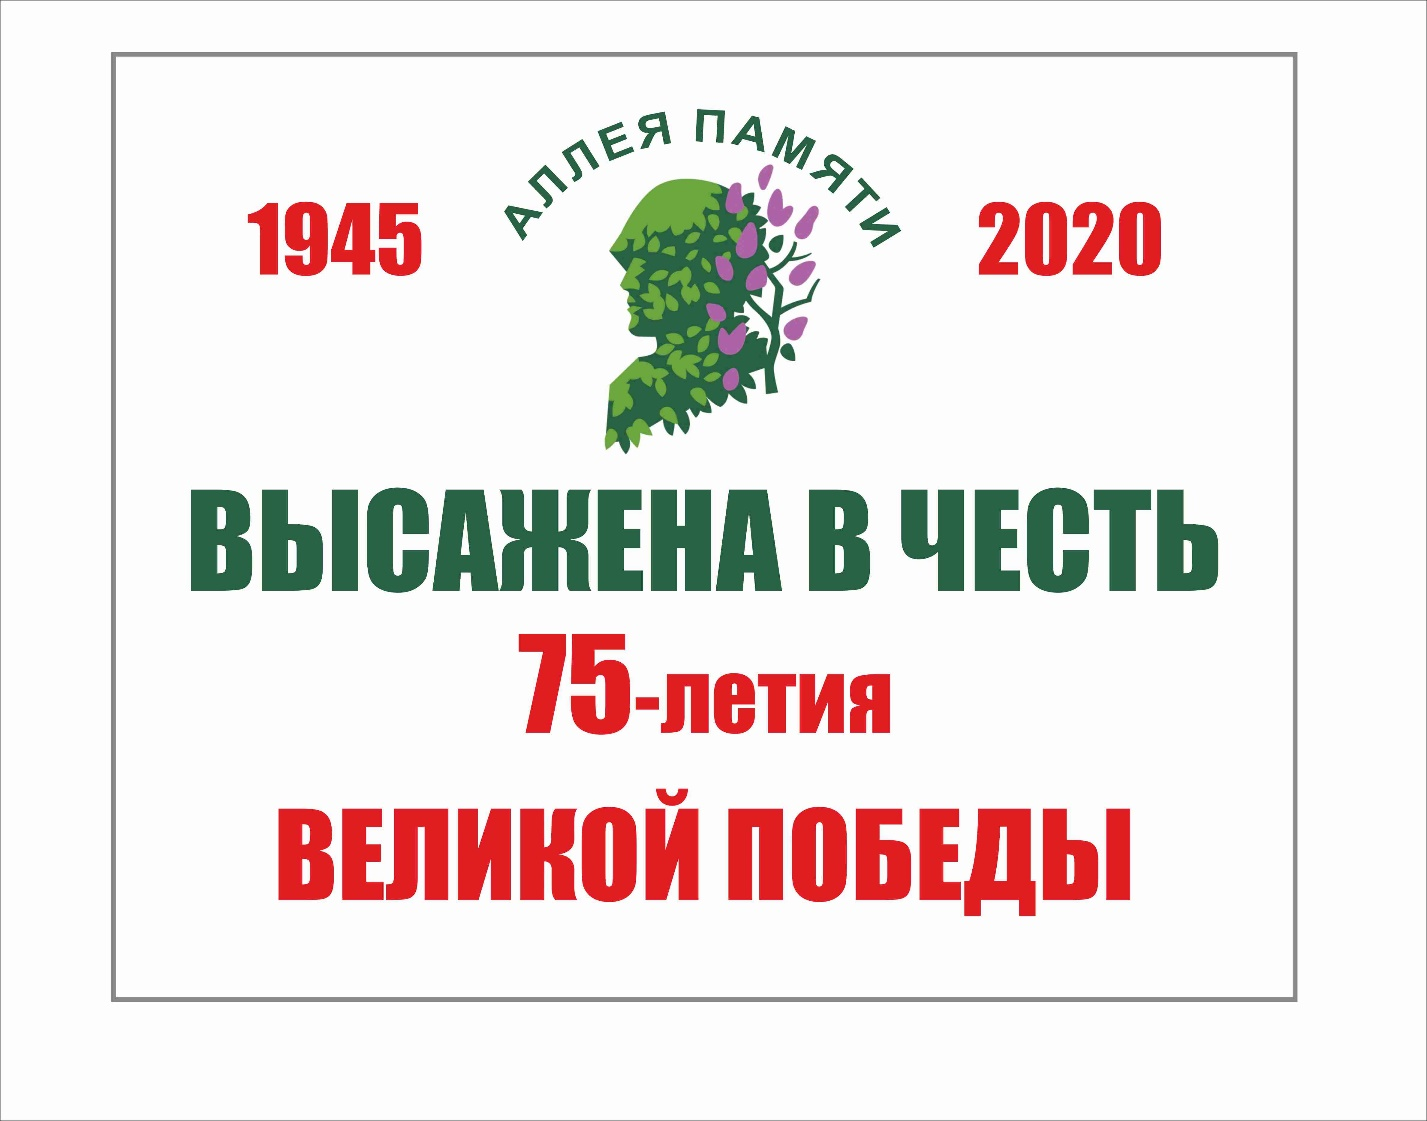 АЛЛЕЯ ПАМЯТИ
1945 2020
ВЫСАЖЕНА В ЧЕСТЬ
75-летия
ВЕЛИКОЙ ПОБЕДЫ